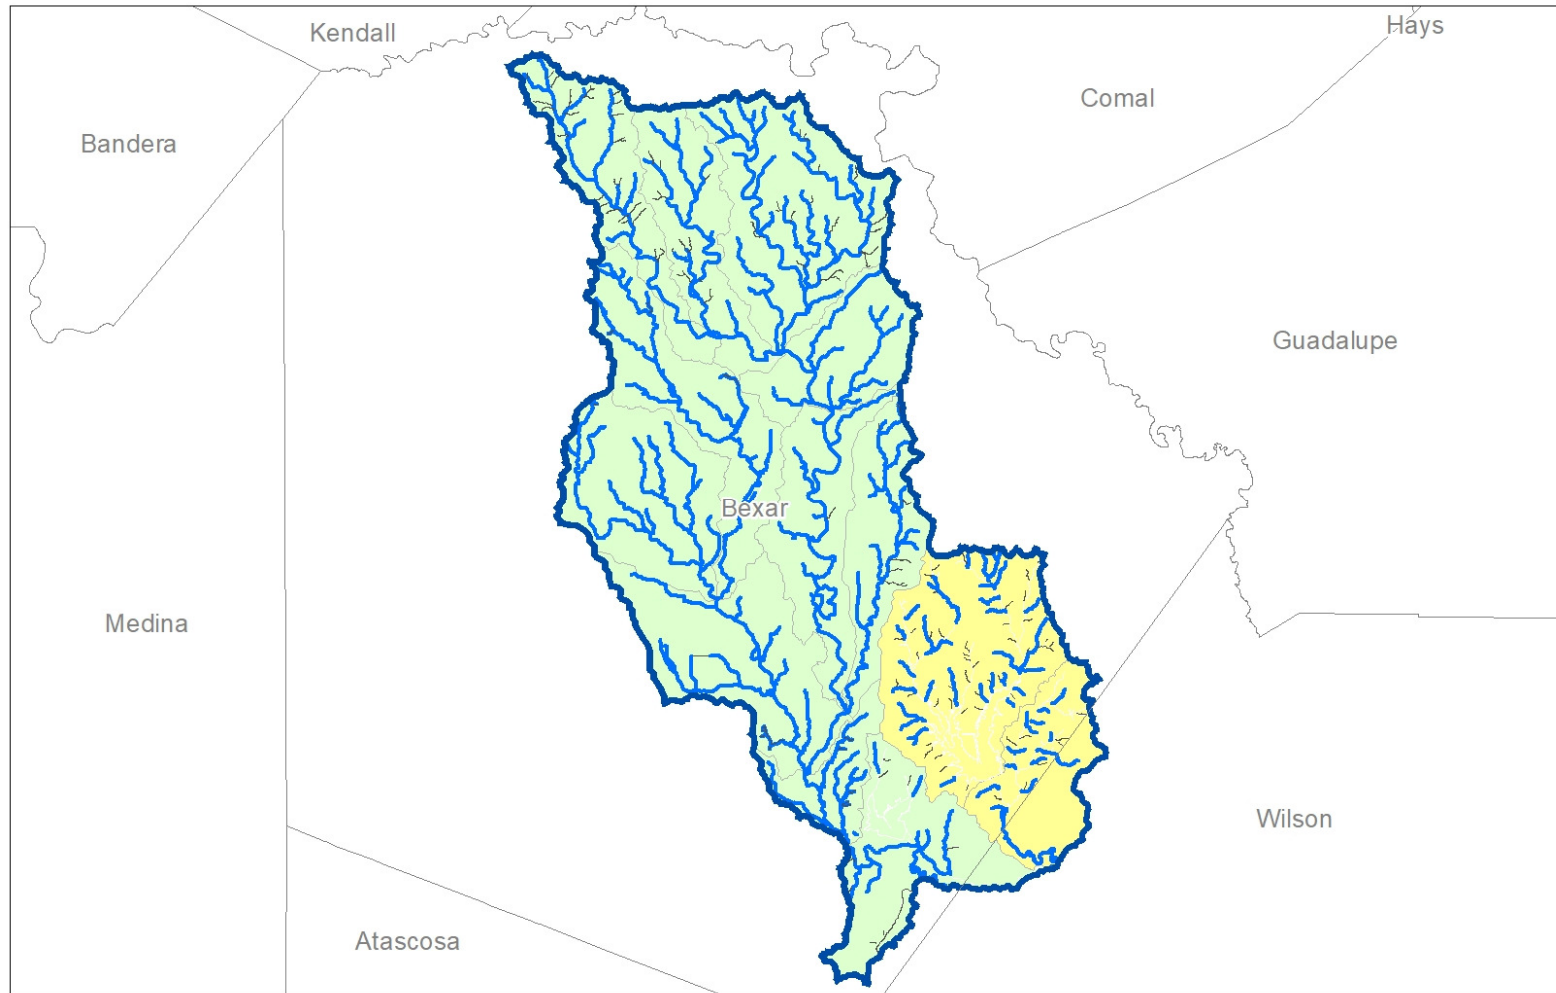 Kendall
Hays
Comal
Bandera
Guadalupe
Bexar
Medina
Wilson
Atascosa